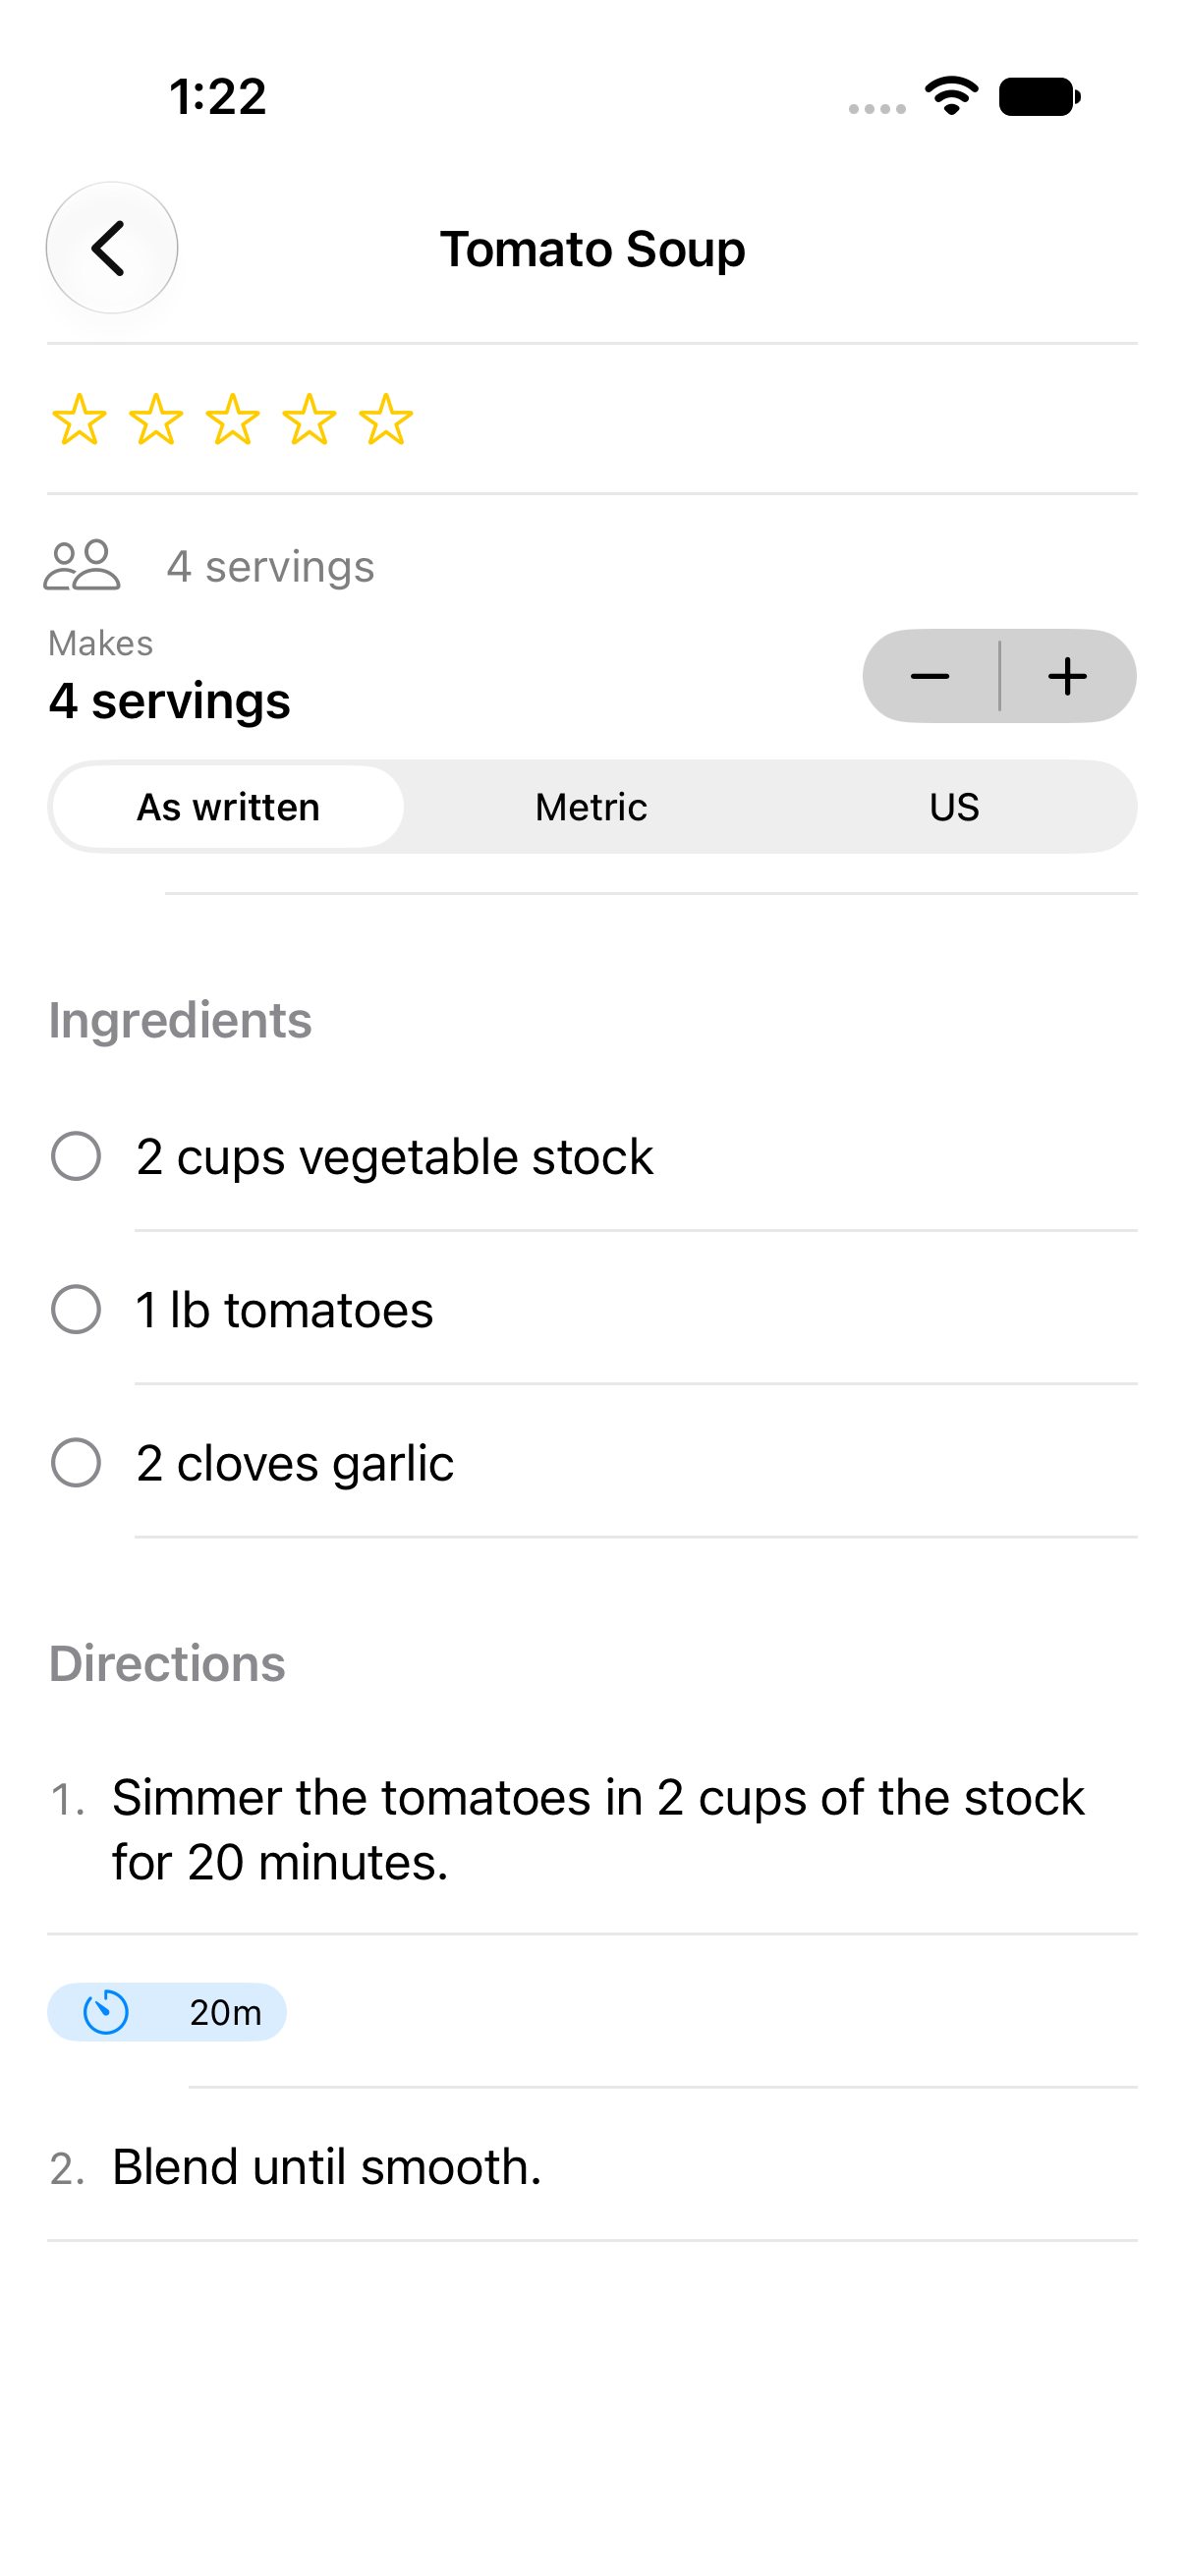 1:22
Tomato Soup
4 servings
Makes
4 servings
As written
Metric
US
Ingredients
2 cups vegetable stock
1 lb tomatoes
2 cloves garlic
Directions
1. Simmer the tomatoes in 2 cups of the stock
for 20 minutes.
20m
2. Blend until smooth.